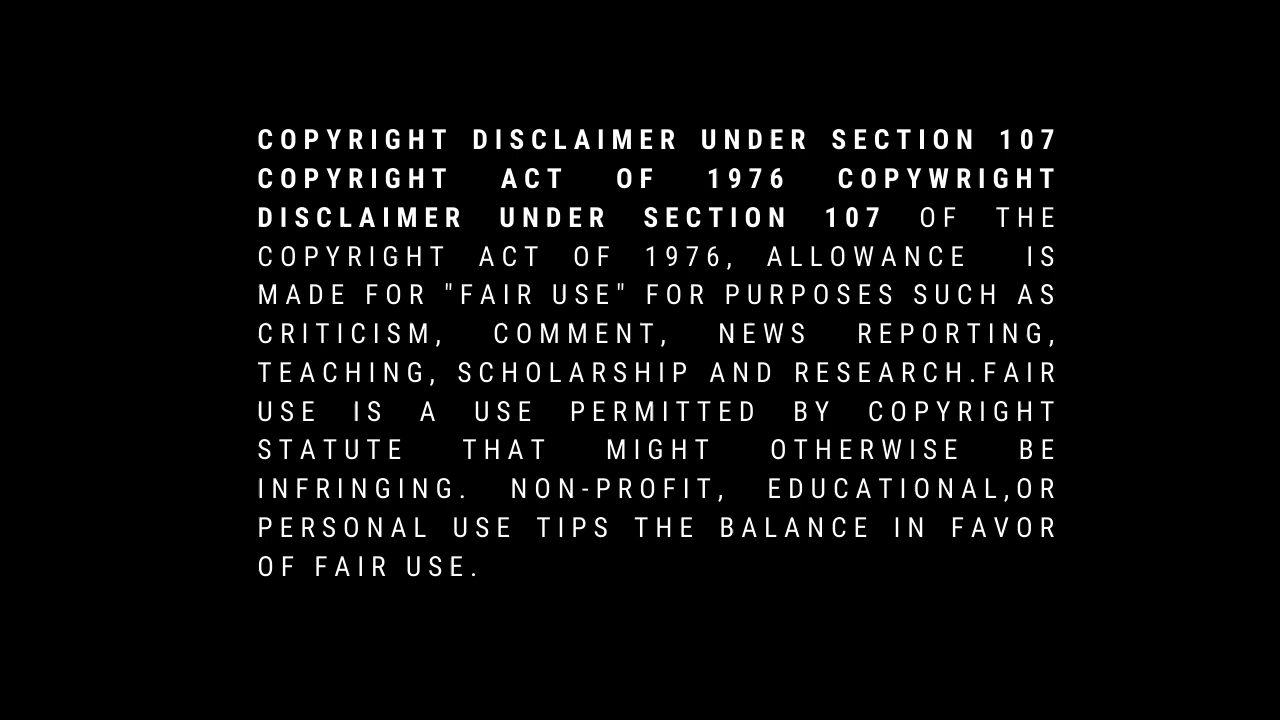 COPYRIGHT DISCLAIMER UNDER SECTION 107
COPYRIGHT ACT OF 1976 COPYWRIGHT
DISCLAIMER UNDER SECTION 107 OF THE
COPYRIGHT ACT OF 1976, ALLOWANCE IS
MADE FOR "FAIR USE" FOR PURPOSES SUCH AS
CRITICISM, COMMENT, NEWS REPORTING,
TEACHING, SCHOLARSHIP AND RESEARCH.FAIR
USE IS A USE PERMITTED BY COPYRIGHT
STATUTE THAT MIGHT OTHERWISE BE
INFRINGING. NON-PROFIT, EDUCATIONAL,OR
PERSONAL USE TIPS THE BALANCE IN FAVOR
OF FAIR USE.